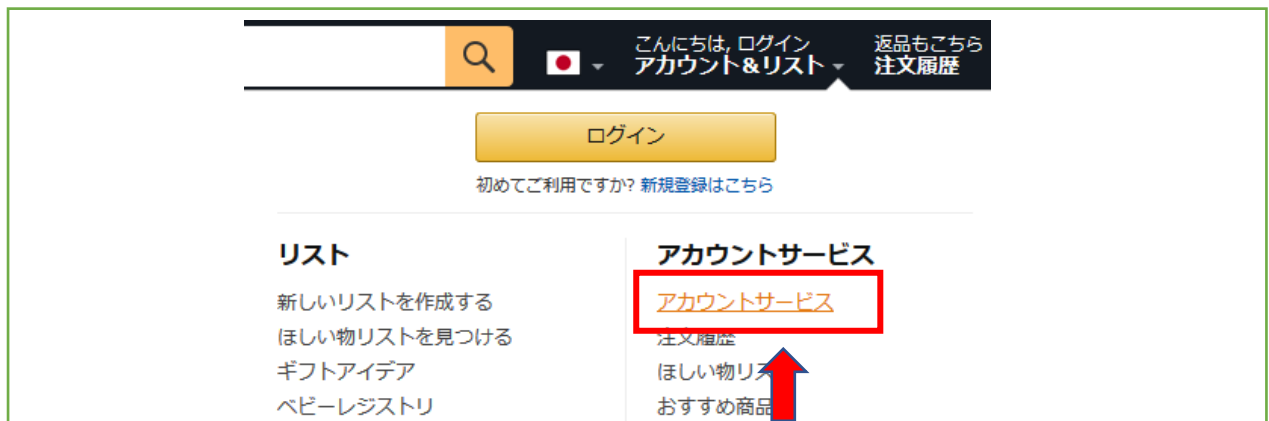 こんにちは, ログイン
アカウント&リスト
返品もこちら
注文履歴
ログイン
初めてご利用ですか? 新規登録はこちら
リスト
新しいリストを作成する
ほしい物リストを見つける
ギフトアイデア
ベビーレジストリ
アカウントサービス
アカウントサービス
注文履歴
ほしい物リス
おすすめ商品